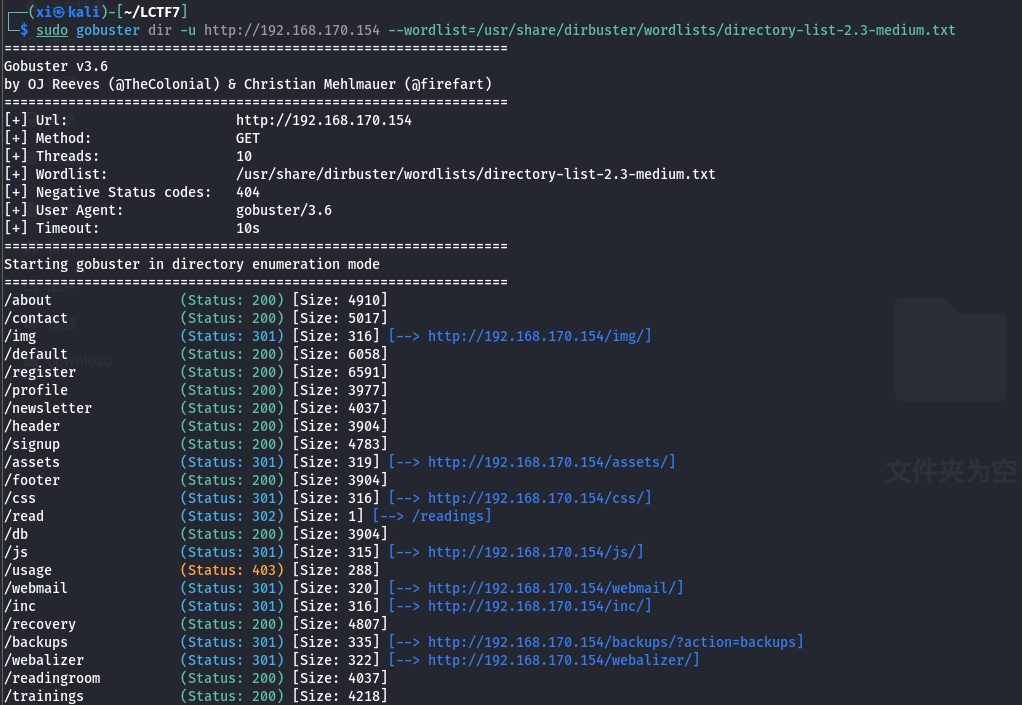 ┌──(xi㉿kali)-[~/LCTF7]
└─$ sudo gobuster dir -u http://192.168.170.154 --wordlist=/usr/share/dirbuster/wordlists/directory-list-2.3-medium.txt
===============================================================
Gobuster v3.6
by OJ Reeves (@TheColonial) & Christian Mehlmauer (@firefart)
===============================================================
[+] Url:                     http://192.168.170.154
[+] Method:                  GET
[+] Threads:                 10
[+] Wordlist:                /usr/share/dirbuster/wordlists/directory-list-2.3-medium.txt
[+] Negative Status codes:   404
[+] User Agent:              gobuster/3.6
[+] Timeout:                 10s
===============================================================
Starting gobuster in directory enumeration mode
===============================================================
/about                (Status: 200) [Size: 4910]
/contact              (Status: 200) [Size: 5017]
/img                  (Status: 301) [Size: 316] [--> http://192.168.170.154/img/]
/default              (Status: 200) [Size: 6058]
/register             (Status: 200) [Size: 6591]
/profile              (Status: 200) [Size: 3977]
/newsletter           (Status: 200) [Size: 4037]
/header               (Status: 200) [Size: 3904]
/signup               (Status: 200) [Size: 4783]
/assets               (Status: 301) [Size: 319] [--> http://192.168.170.154/assets/]
/footer               (Status: 200) [Size: 3904]
文件夹为空
/css                  (Status: 301) [Size: 316] [--> http://192.168.170.154/css/]
/read                 (Status: 302) [Size: 1] [--> /readings]
/db                   (Status: 200) [Size: 3904]
/js                   (Status: 301) [Size: 315] [--> http://192.168.170.154/js/]
/usage                (Status: 403) [Size: 288]
/webmail              (Status: 301) [Size: 320] [--> http://192.168.170.154/webmail/]
/inc                  (Status: 301) [Size: 316] [--> http://192.168.170.154/inc/]
/recovery             (Status: 200) [Size: 4807]
/backups              (Status: 301) [Size: 335] [--> http://192.168.170.154/backups/?action=backups]
/webalizer            (Status: 301) [Size: 322] [--> http://192.168.170.154/webalizer/]
/readingroom          (Status: 200) [Size: 4037]
/trainings            (Status: 200) [Size: 4218]